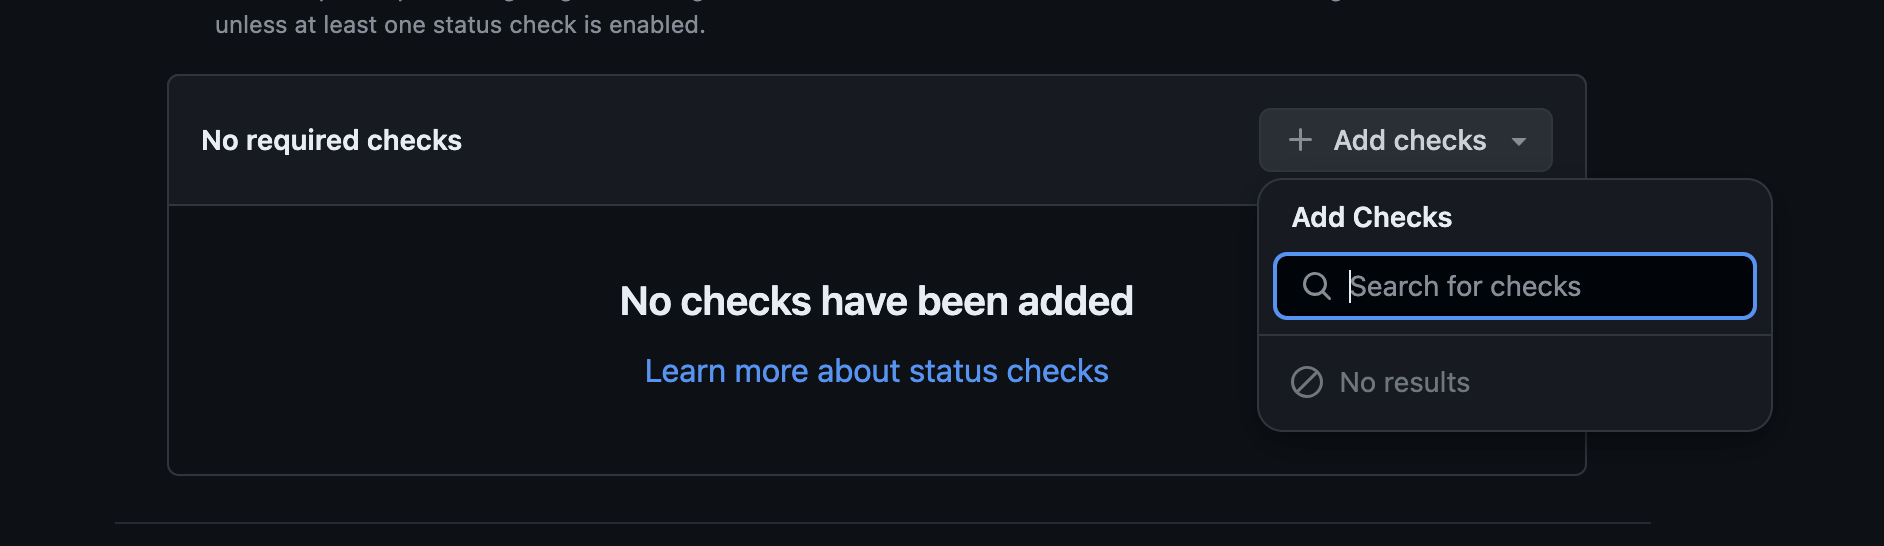 unless at least one status check is enabled.
No required checks
Add checks
Add Checks
Search for checks
No results
No checks have been added
Learn more about status checks